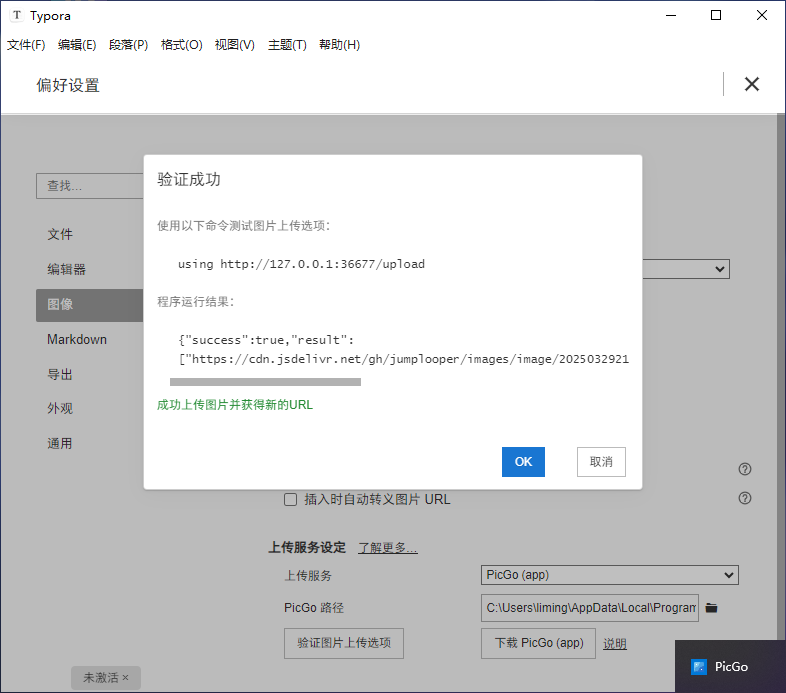 Typora
文件(F) 编辑(E) 段落(P) 格式(O) 视图(V) 主题(T) 帮助(H)
偏好设置
查找...
文件
编辑器
图像
Markdown
导出
外观
通用
验证成功
使用以下命令测试图片上传选项：
using http://127.0.0.1:36677/upload
程序运行结果：
{"success":true,"result":
["https://cdn.jsdelivr.net/gh/jumplooper/images/image/2025032921
成功上传图片并获得新的URL
OK 取消
插入时自动转义图片 URL
上传服务设定 了解更多...
上传服务 PicGo (app)
PicGo 路径 C:\Users\liming\AppData\Local\Program
验证图片上传选项 下载 PicGo (app) 说明
未激活 ×
PicGo